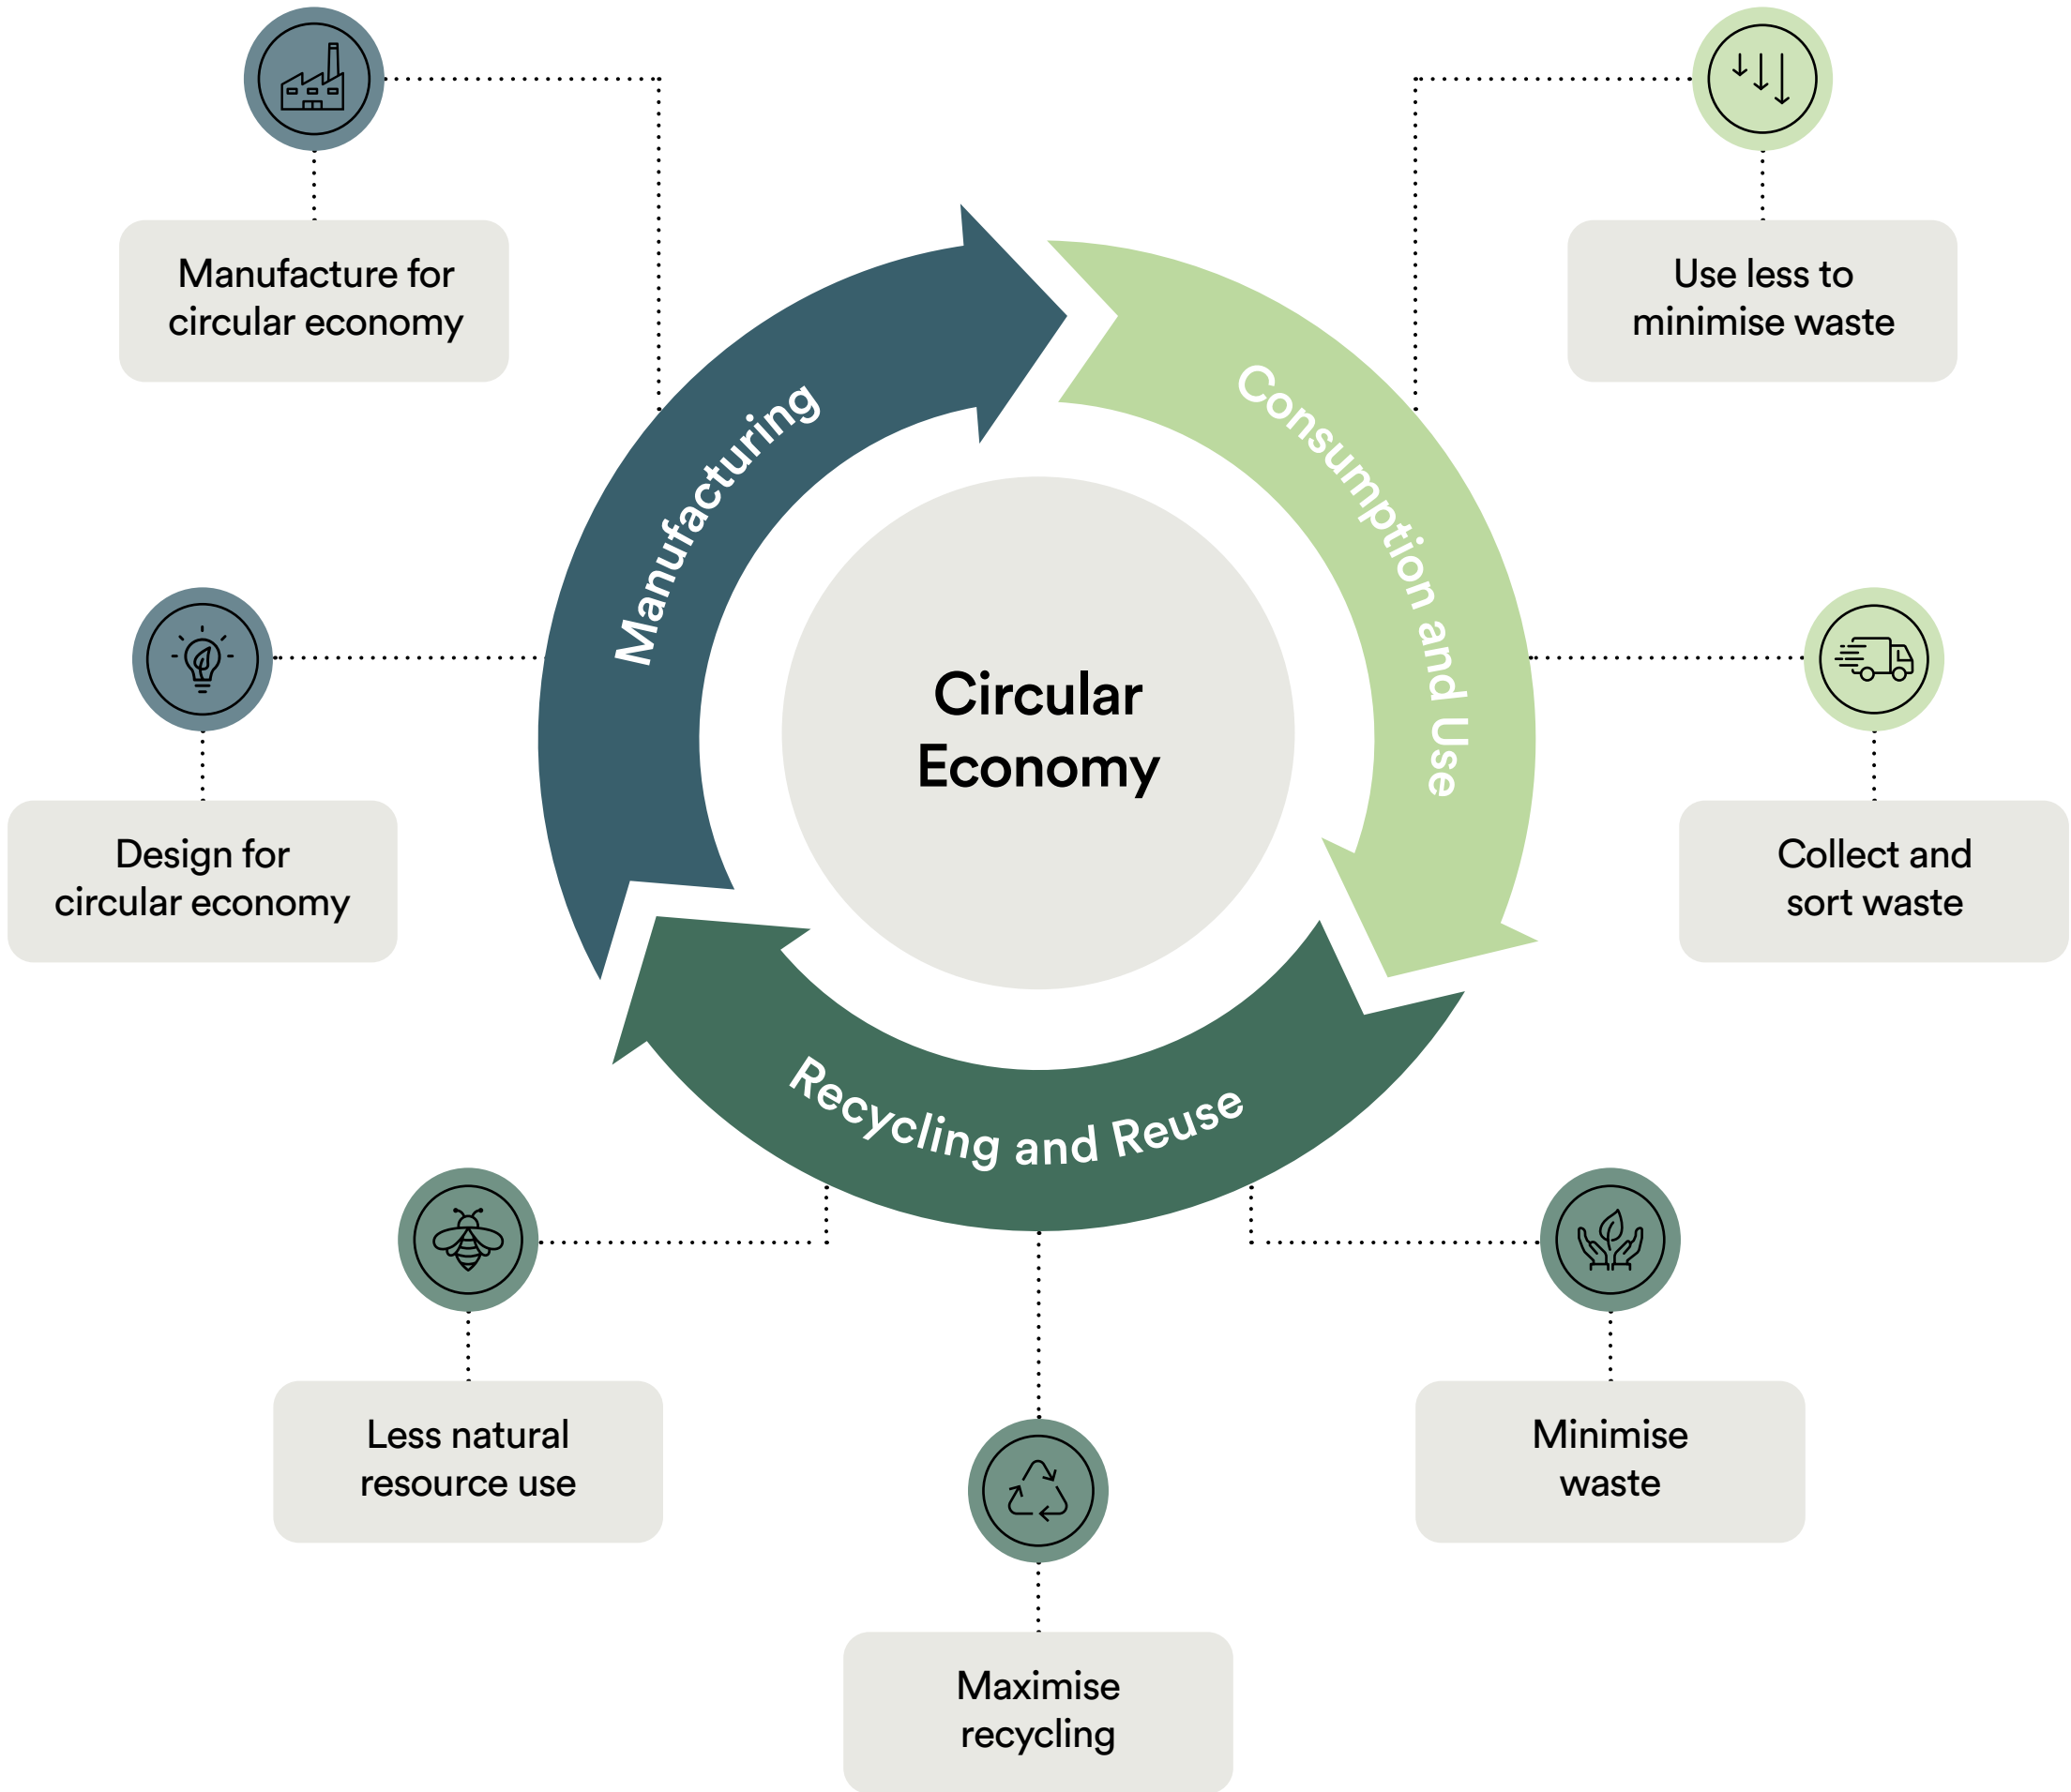 Manufacture for
circular economy
Use less to
minimise waste
Manufacturing
Consumption and Use
Circular
Economy
Design for
circular economy
Collect and
sort waste
Recycling and Reuse
Less natural
resource use
Minimise
waste
Maximise
recycling